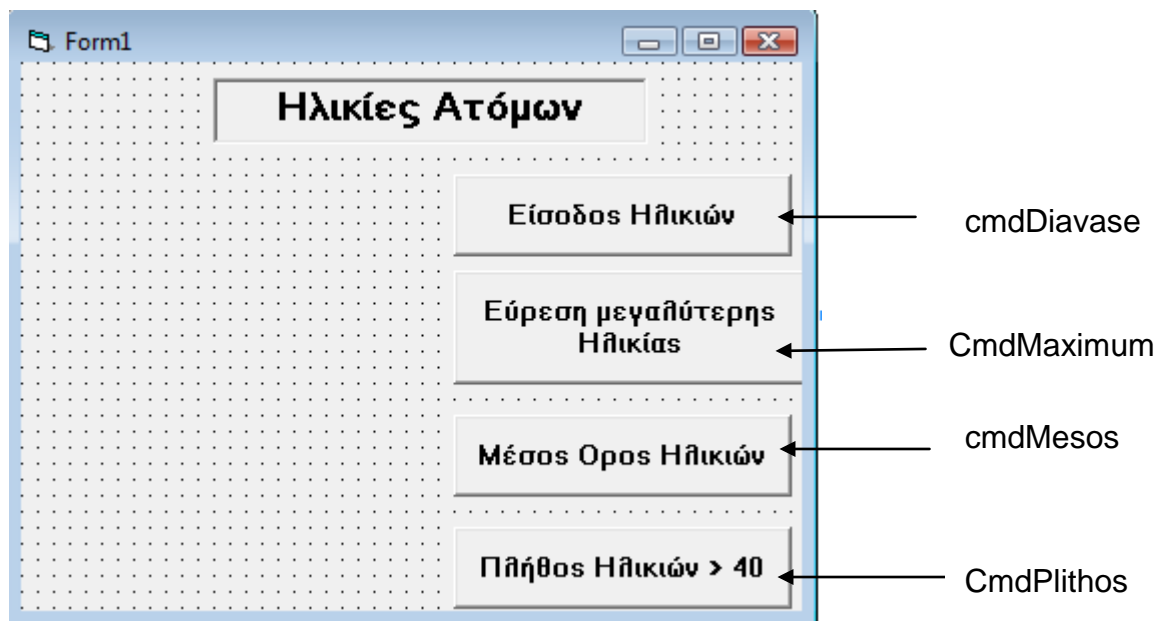 Form1
Ηλικίες Ατόμων
Είσοδος Ηλικιών
cmdDiavase
Εύρεση μεγαλύτερης
Ηλικίας
CmdMaximum
Μέσος Ορος Ηλικιών
cmdMesos
Πλήθος Ηλικιών > 40
CmdPlithos